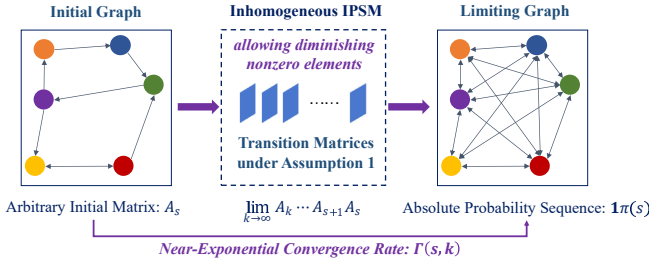 Initial Graph
Inhomogeneous IPSM
Limiting Graph
allowing diminishing
nonzero elements
......
Transition Matrices
under Assumption 1
Arbitrary Initial Matrix: A_s
lim_{k→∞} A_k ⋯ A_{s+1} A_s
Absolute Probability Sequence: 𝟏π(s)
Near-Exponential Convergence Rate: Γ(s, k)